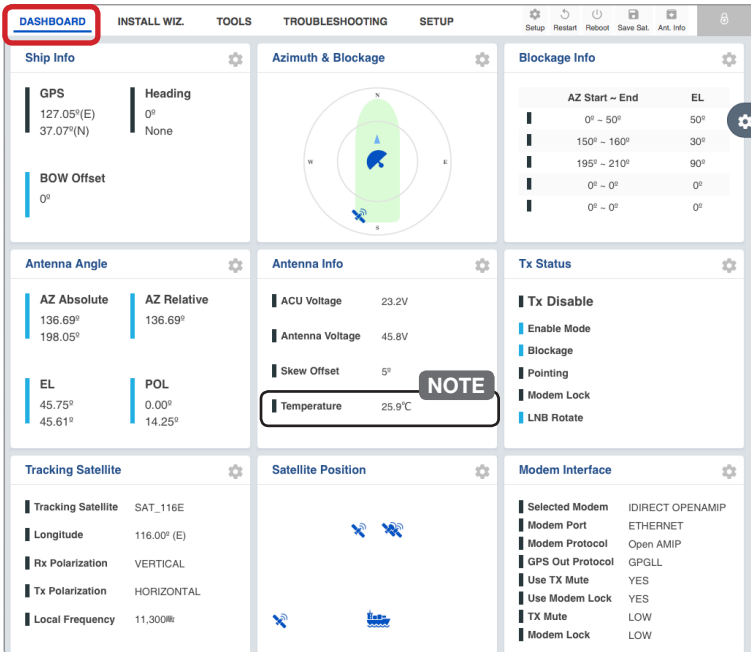 DASHBOARD INSTALL WIZ. TOOLS TROUBLESHOOTING SETUP
Setup Restart Reboot Save Sat. Ant. Info
Ship Info
GPS
127.05º(E)
37.07º(N)
Heading
0º
None
BOW Offset
0º
Azimuth & Blockage
N
W E
S
Blockage Info
AZ Start ~ End EL
0º ~ 50º 50º
150º ~ 160º 30º
195º ~ 210º 90º
0º ~ 0º 0º
0º ~ 0º 0º
Antenna Angle
AZ Absolute
136.69º
198.05º
AZ Relative
136.69º
EL
45.75º
45.61º
POL
0.00º
14.25º
Antenna Info
ACU Voltage 23.2V
Antenna Voltage 45.8V
Skew Offset 5º
NOTE
Temperature 25.9℃
Tx Status
Tx Disable
Enable Mode
Blockage
Pointing
Modem Lock
LNB Rotate
Tracking Satellite
Tracking Satellite SAT_116E
Longitude 116.00º (E)
Rx Polarization VERTICAL
Tx Polarization HORIZONTAL
Local Frequency 11,300㎒
Satellite Position
Modem Interface
Selected Modem IDIRECT OPENAMIP
Modem Port ETHERNET
Modem Protocol Open AMIP
GPS Out Protocol GPGLL
Use TX Mute YES
Use Modem Lock YES
TX Mute LOW
Modem Lock LOW